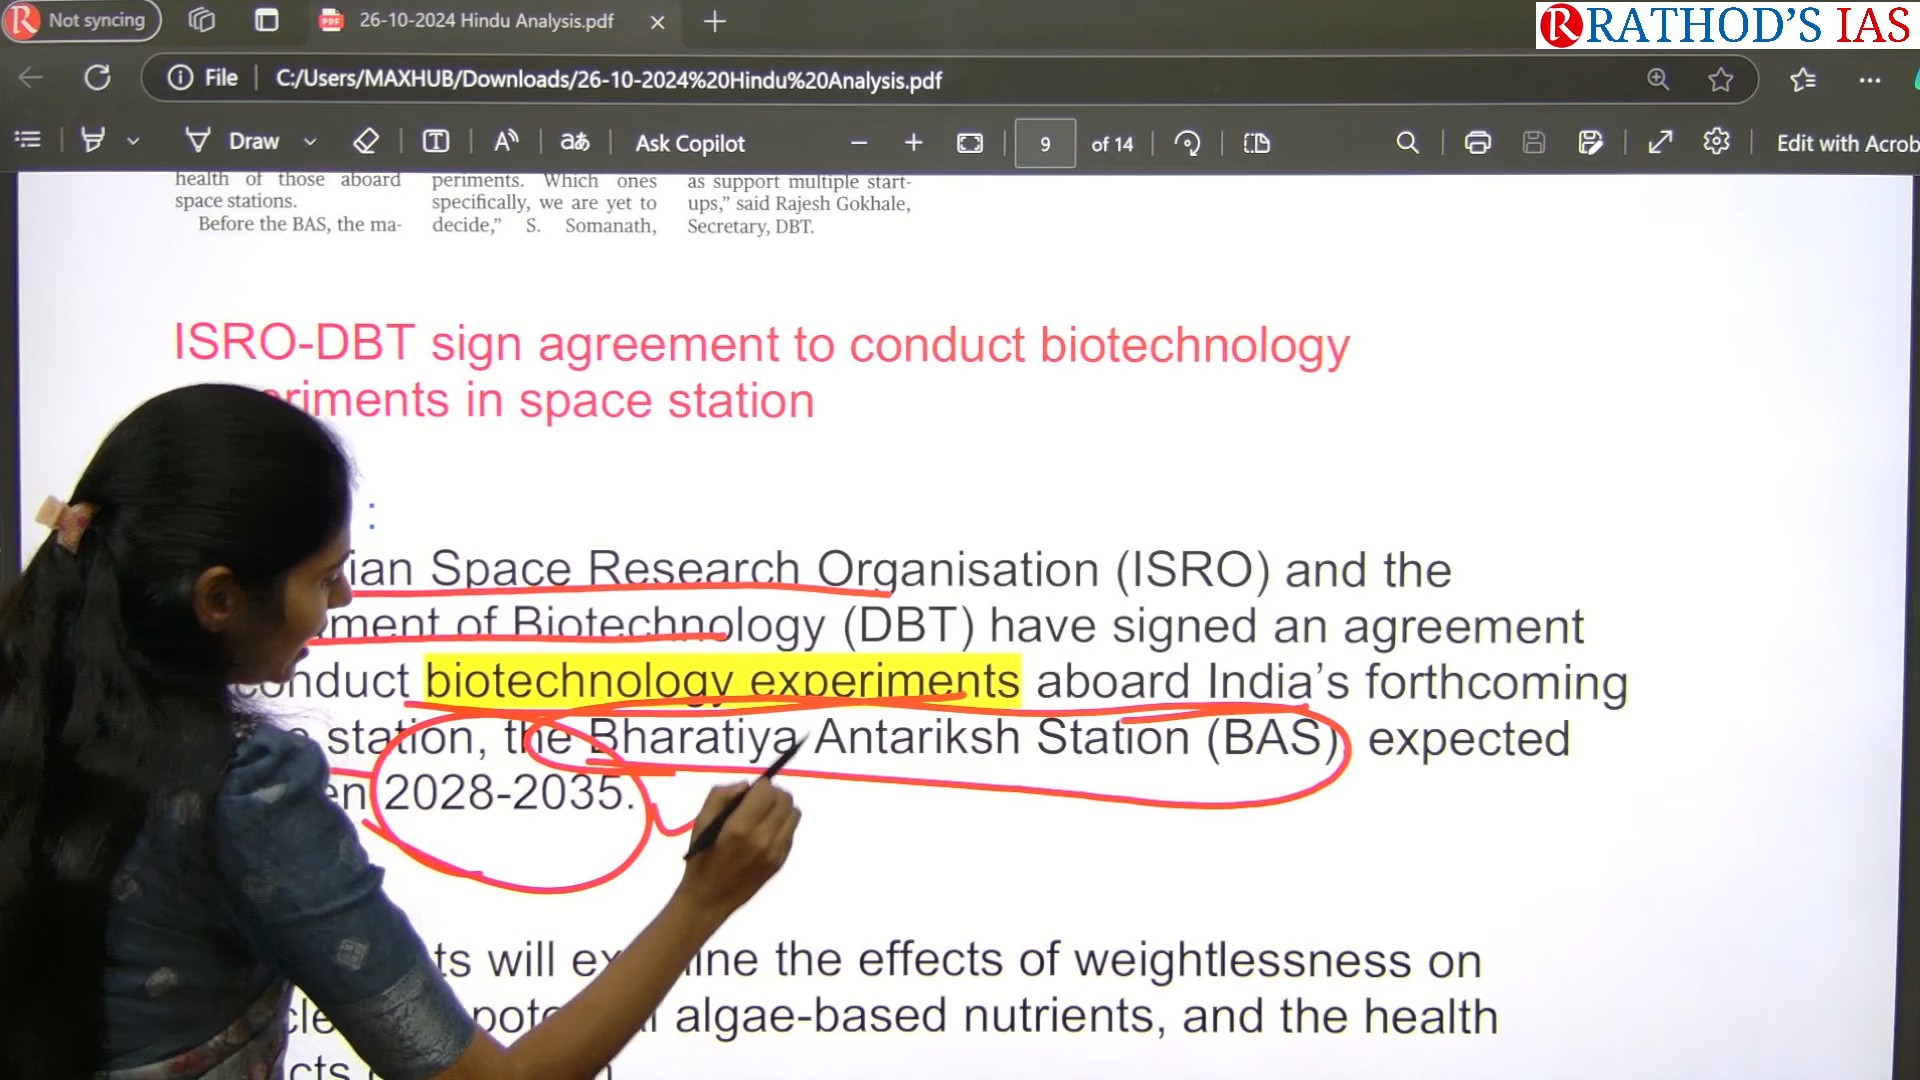 Not syncing
26-10-2024 Hindu Analysis.pdf
RATHOD'S IAS
File
C:/Users/MAXHUB/Downloads/26-10-2024%20Hindu%20Analysis.pdf
Draw
Ask Copilot
9 of 14
Edit with Acrob
health of those aboard
space stations.
Before the BAS, the ma-
periments. Which ones
specifically, we are yet to
decide,” S. Somanath,
as support multiple start-
ups,” said Rajesh Gokhale,
Secretary, DBT.
ISRO-DBT sign agreement to conduct biotechnology
eriments in space station
:
ian Space Research Organisation (ISRO) and the
ment of Biotechnology (DBT) have signed an agreement
conduct biotechnology experiments aboard India’s forthcoming
station, the Bharatiya Antariksh Station (BAS), expected
en 2028-2035.
ts will ex ine the effects of weightlessness on
algae-based nutrients, and the health
cts